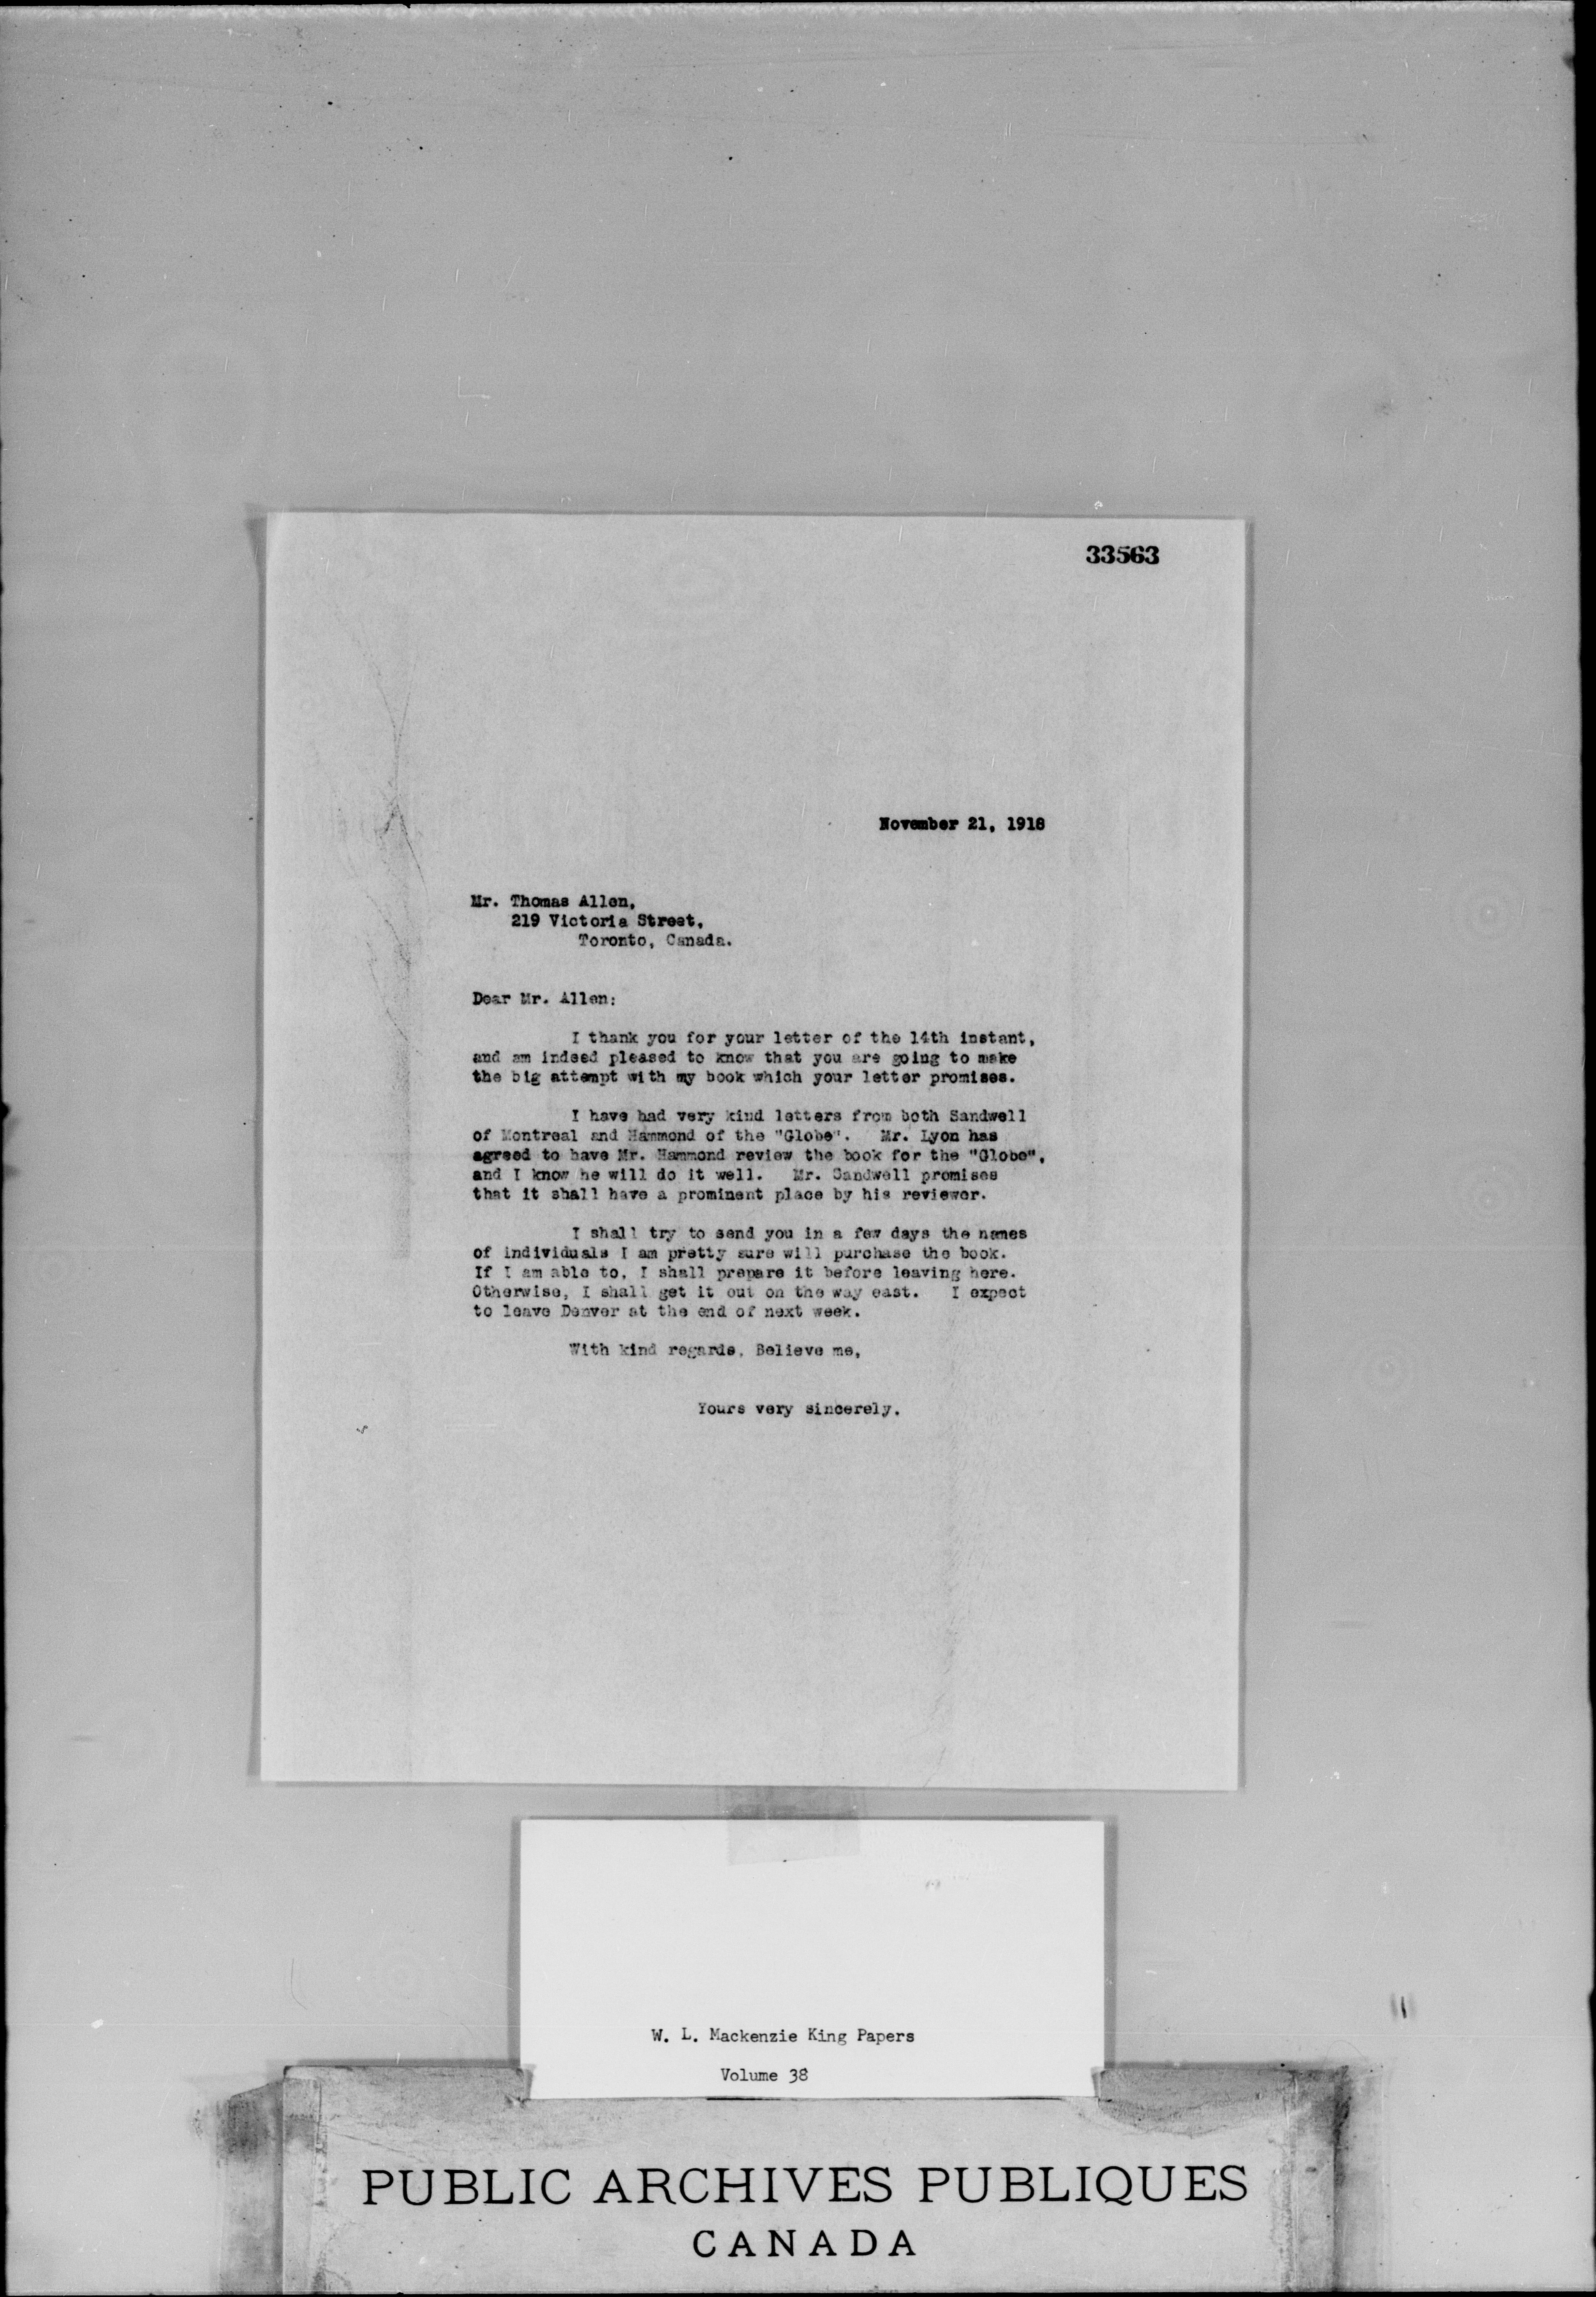 33563
November 21, 1918
Mr. Thomas Allen,
219 Victoria Street,
Toronto, Canada.
Dear Mr. Allen:
I thank you for your letter of the 14th instant,
and am indeed pleased to know that you are going to make
the big attempt with my book which your letter promises.
I have had very kind letters from both Sandwell
of Montreal and Hammond of the "Globe". Mr. Lyon has
agreed to have Mr. Hammond review the book for the "Globe",
and I know he will do it well. Mr. Sandwell promises
that it shall have a prominent place by his reviewer.
I shall try to send you in a few days the names
of individuals I am pretty sure will purchase the book.
If I am able to, I shall prepare it before leaving here.
Otherwise, I shall get it out on the way east. I expect
to leave Denver at the end of next week.
With kind regards, Believe me,
Yours very sincerely.
W. L. Mackenzie King Papers
Volume 38
PUBLIC ARCHIVES PUBLIQUES
CANADA